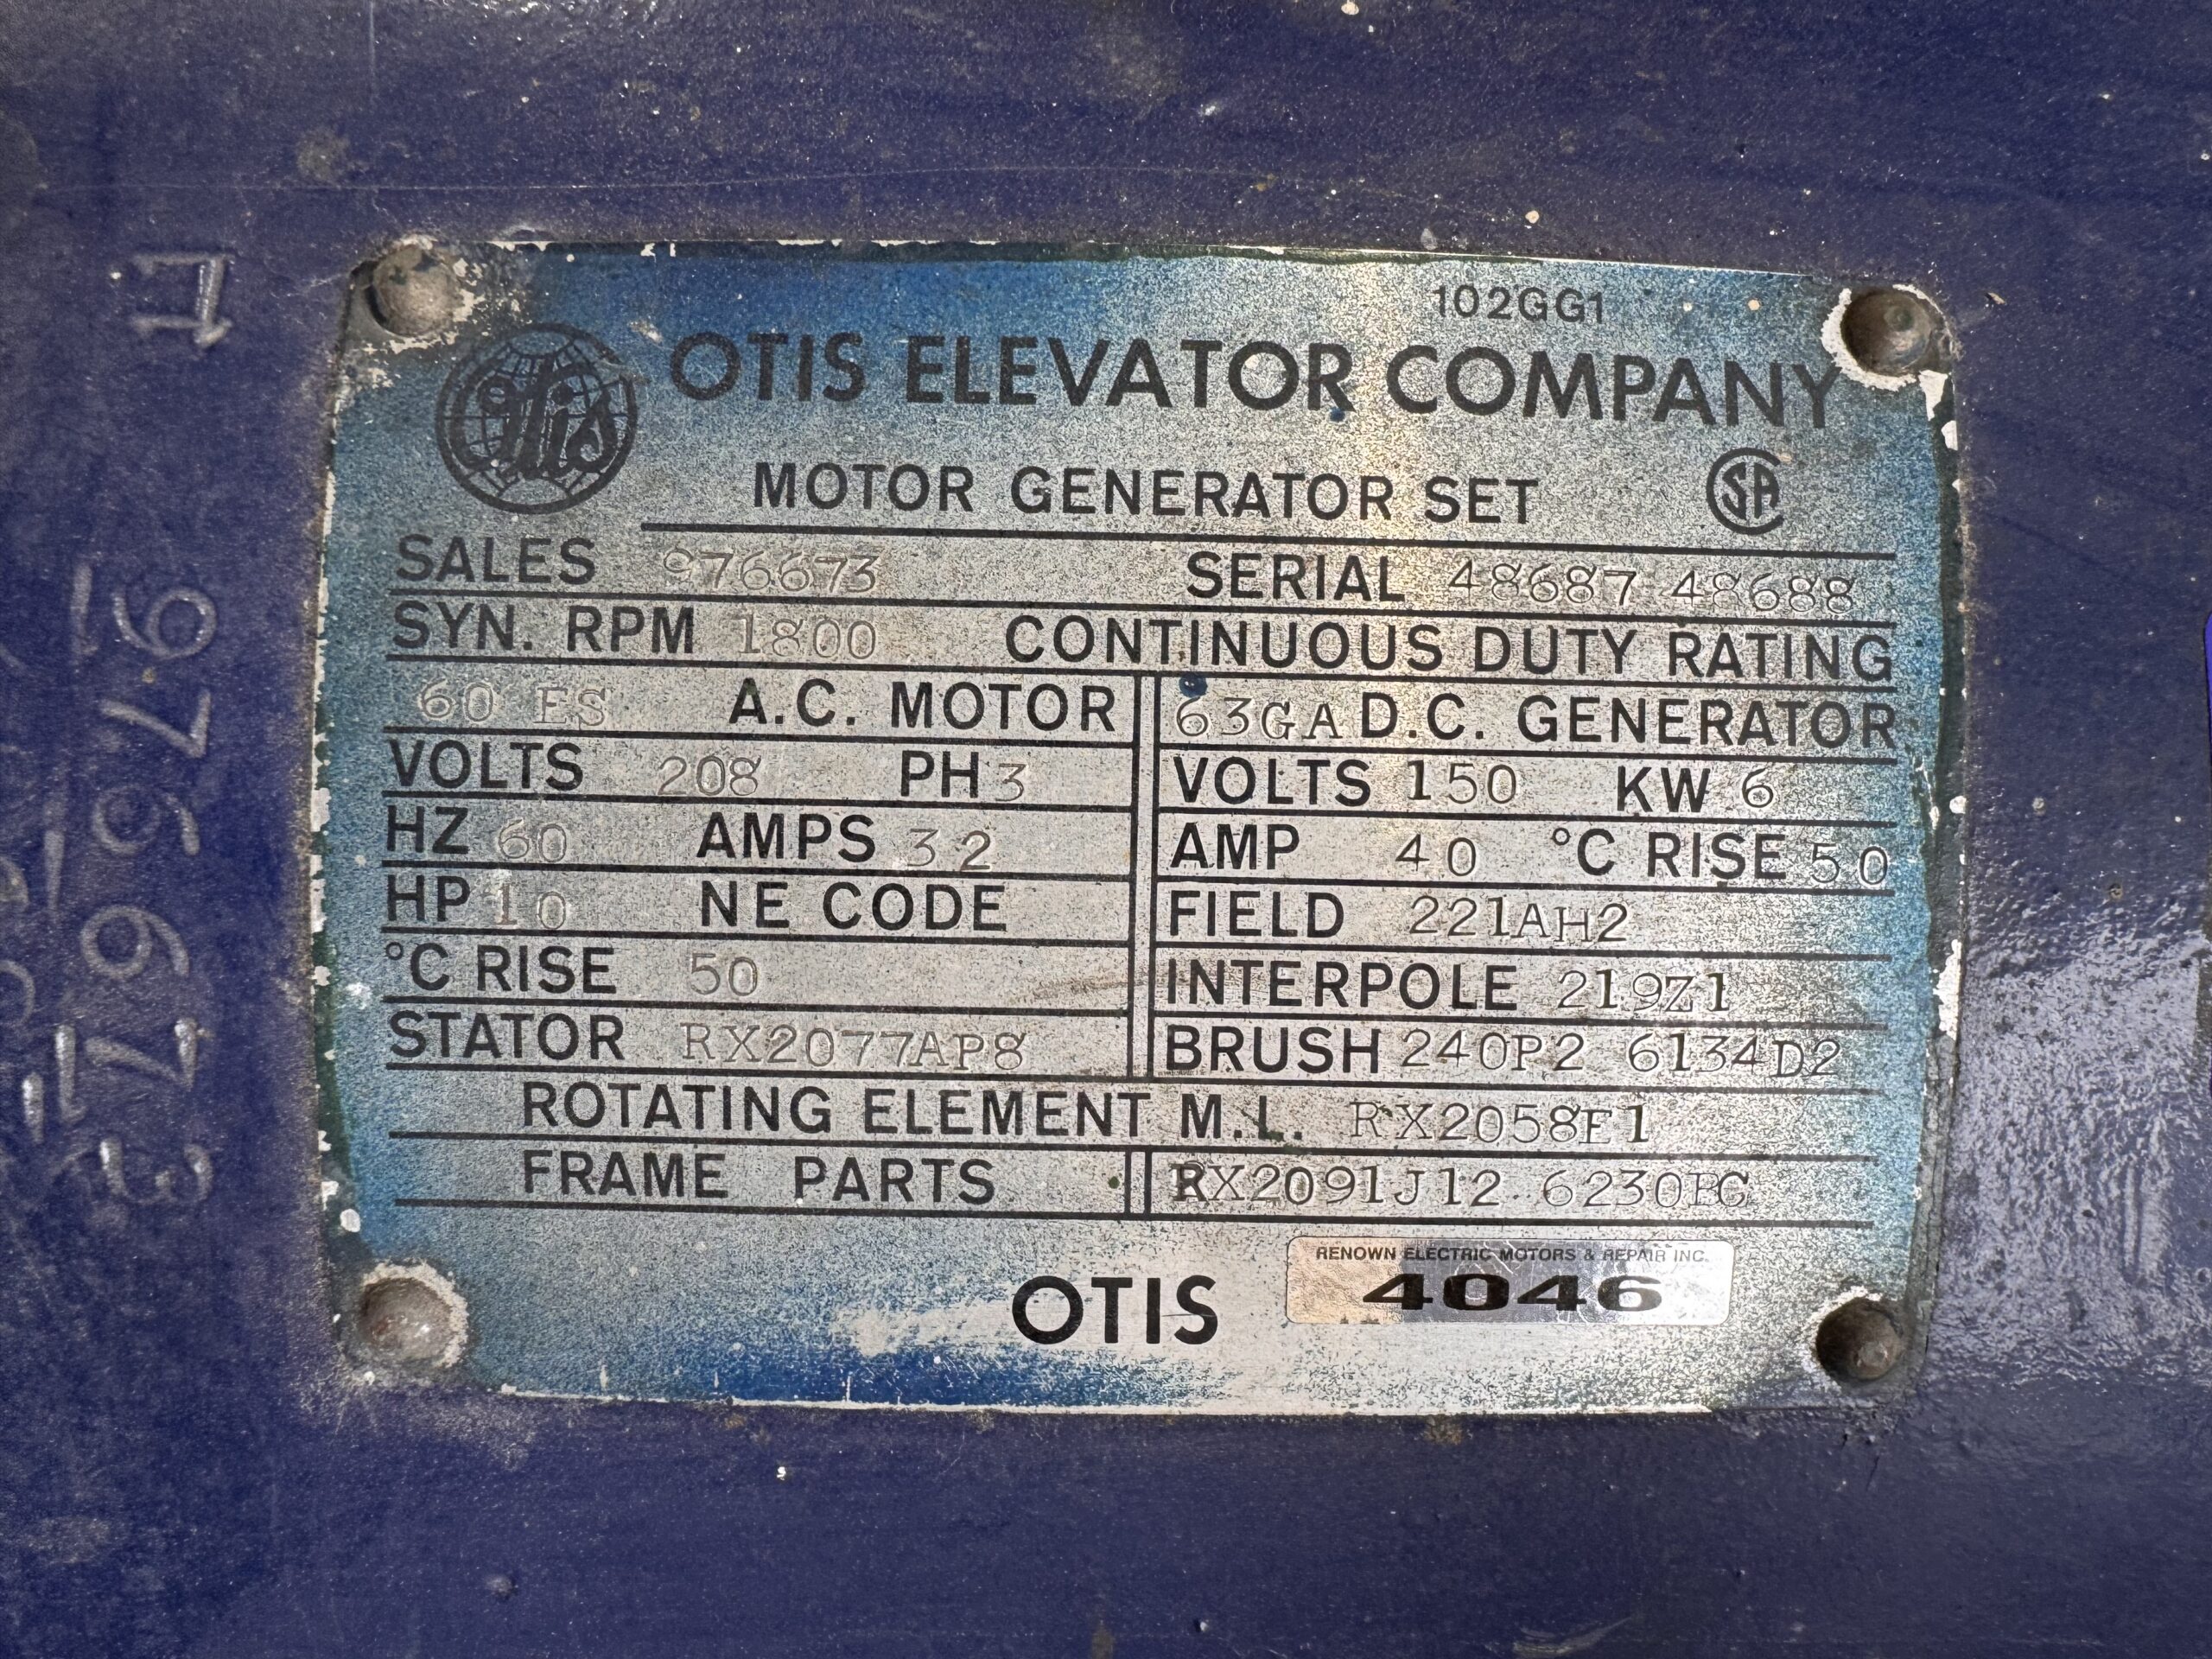 102GG1
Otis OTIS ELEVATOR COMPANY
MOTOR GENERATOR SET SA
SALES 976673 SERIAL 48687 48688
SYN. RPM 1800 CONTINUOUS DUTY RATING
60 ES A.C. MOTOR 63GA D.C. GENERATOR
VOLTS 208 PH 3 VOLTS 150 KW 6
HZ 60 AMPS 32 AMP 40 °C RISE 50
HP 10 NE CODE FIELD 221AH2
°C RISE 50 INTERPOLE 219Z1
STATOR RX2077AP8 BRUSH 240P2 6134D2
ROTATING ELEMENT M.L. RX2058E1
FRAME PARTS RX2091J12 6230BC
RENOWN ELECTRIC MOTORS & REPAIR INC.
OTIS 4046
976673